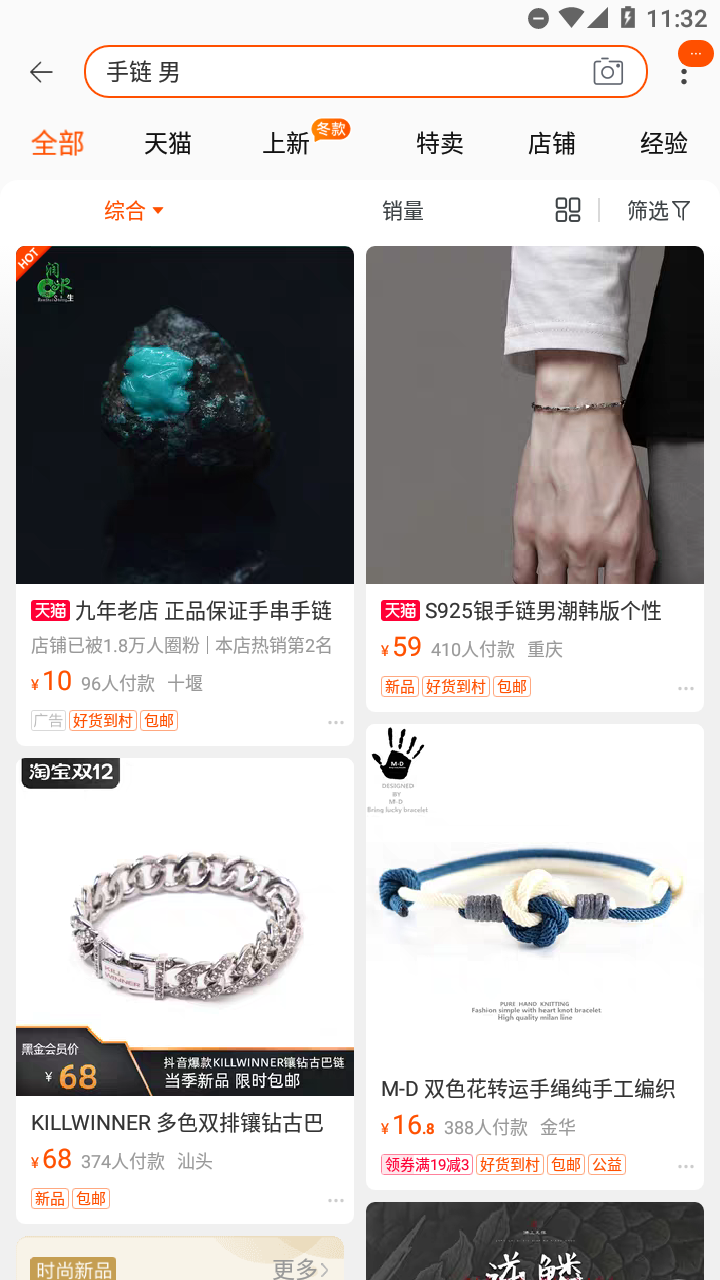 11:32
手链 男
全部
天猫
上新
冬款
特卖
店铺
经验
综合
销量
筛选
HOT
天猫 九年老店 正品保证手串手链
店铺已被1.8万人圈粉 | 本店热销第2名
¥10 96人付款 十堰
广告 好货到村 包邮
天猫 S925银手链男潮韩版个性
¥59 410人付款 重庆
新品 好货到村 包邮
淘宝双12
KILL
WINNER
黑金会员价
¥68
抖音爆款KILLWINNER镶钻古巴链
当季新品 限时包邮
KILLWINNER 多色双排镶钻古巴
¥68 374人付款 汕头
新品 包邮
M-D
DESIGNED
BY
M-D
Bring lucky bracelet
PURE HAND KNITTING
Fashion simple with heart knot bracelet.
High quality milan line
M-D 双色花转运手绳纯手工编织
¥16.8 388人付款 金华
领券满19减3 好货到村 包邮 公益
时尚新品
更多